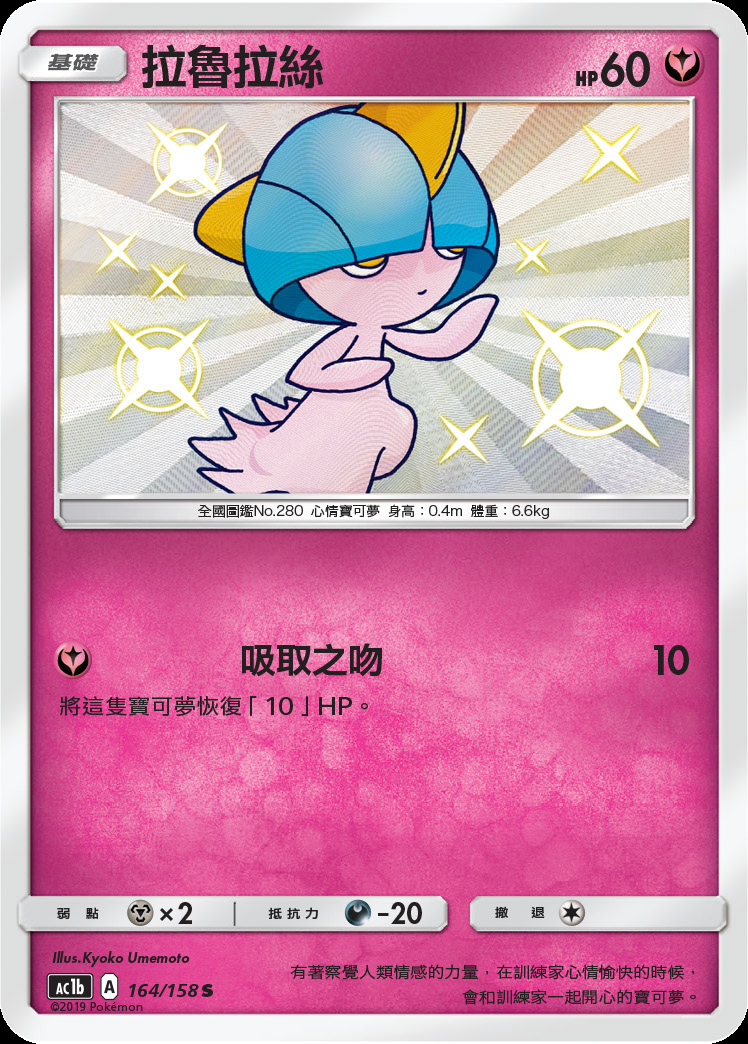 基礎 拉魯拉絲 HP60
全國圖鑑No.280 心情寶可夢 身高：0.4m 體重：6.6kg
吸取之吻 10
將這隻寶可夢恢復「10」HP。
弱點 ×2 抵抗力 -20 撤退
Illus.Kyoko Umemoto
有著察覺人類情感的力量，在訓練家心情愉快的時候，
會和訓練家一起開心的寶可夢。
AC1b A 164/158 S
©2019 Pokémon